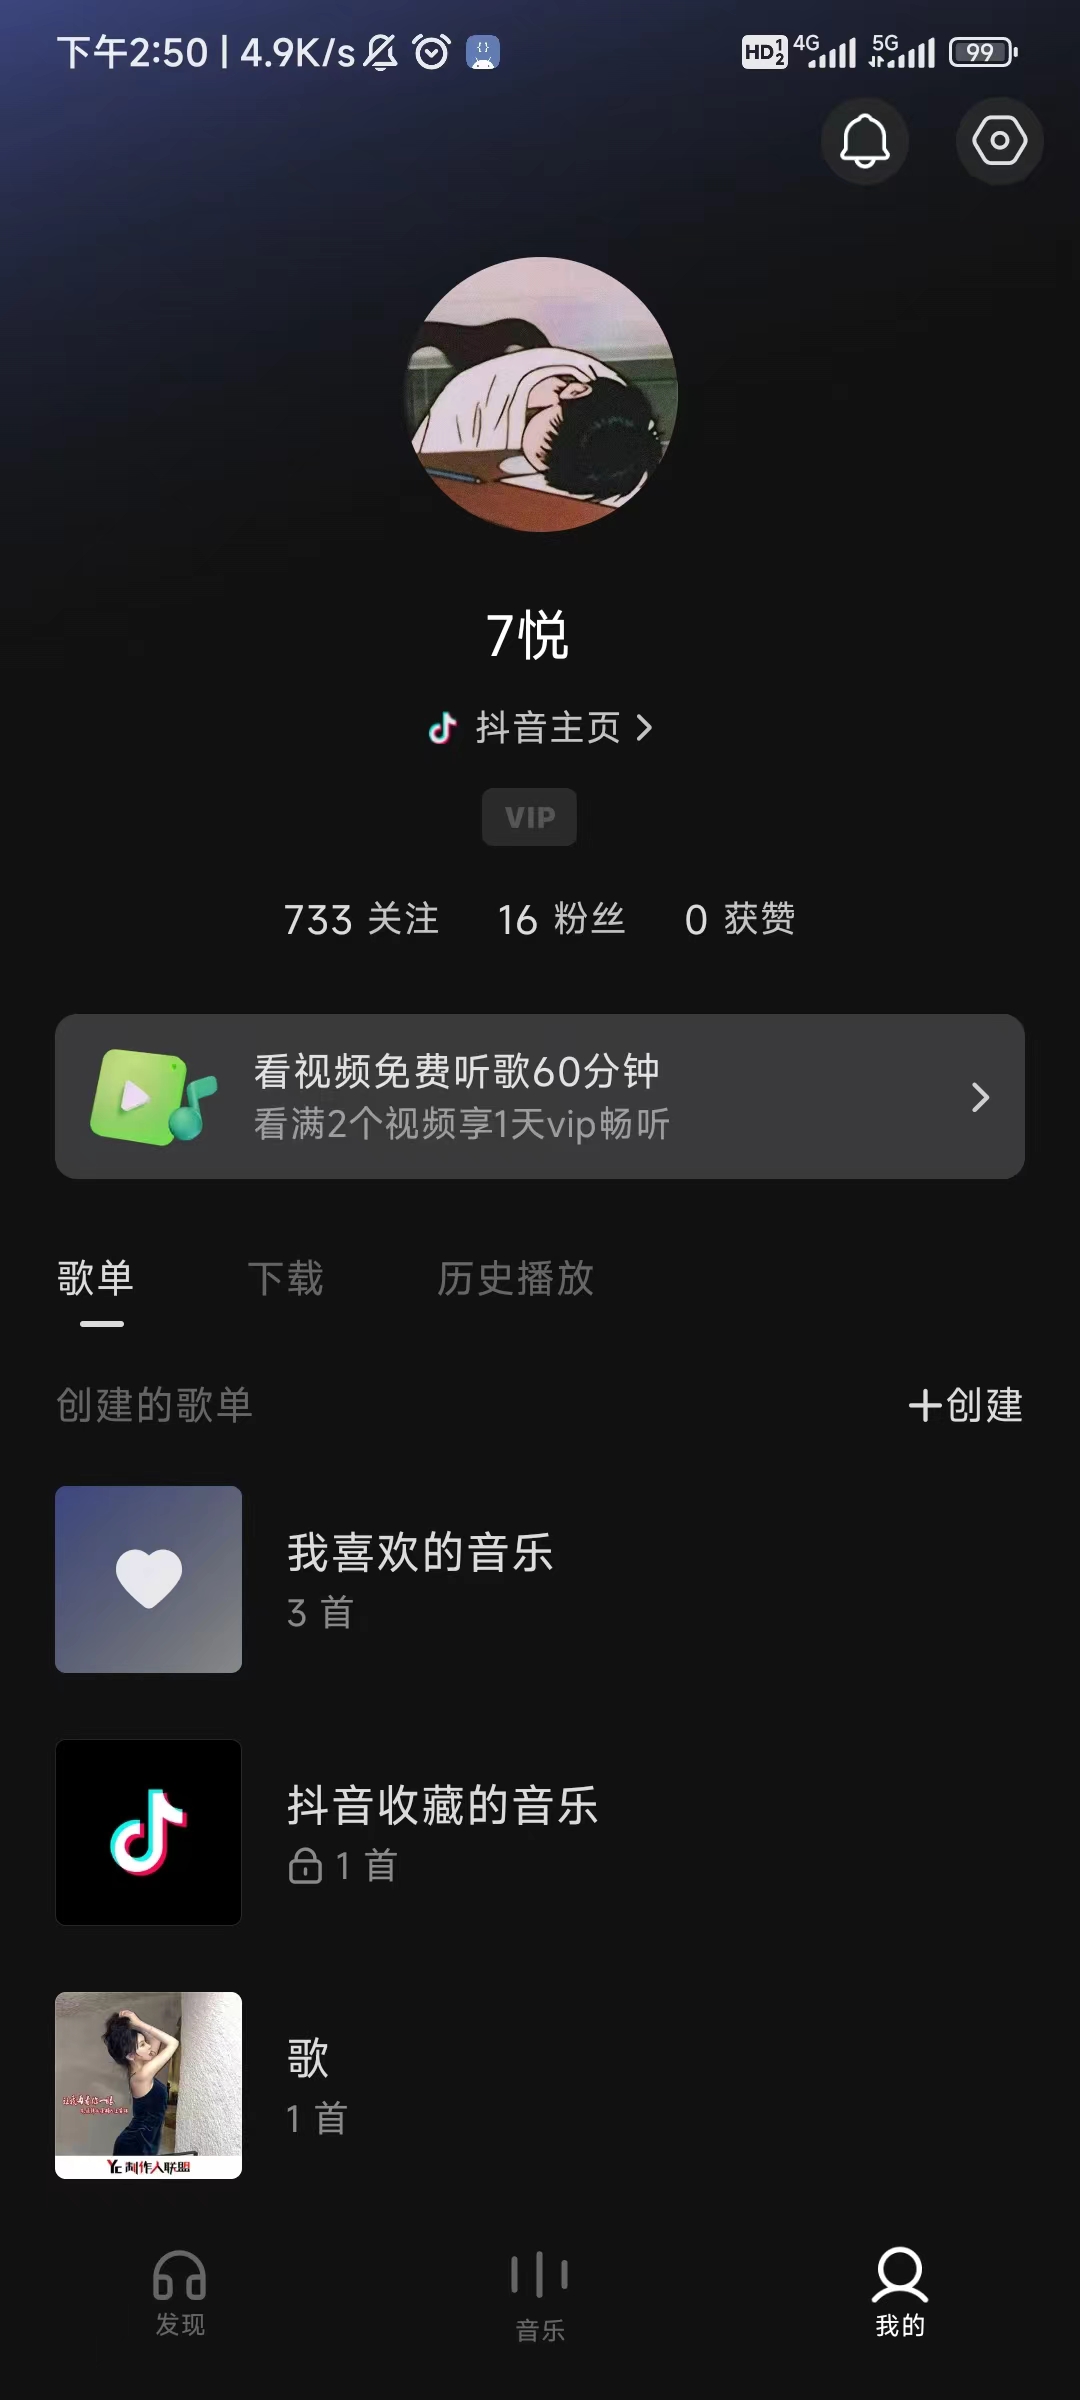 下午2:50 | 4.9K/s
HD 1 2 4G 5G 99
7悦
抖音主页
VIP
733 关注 16 粉丝 0 获赞
看视频免费听歌60分钟
看满2个视频享1天vip畅听
歌单 下载 历史播放
创建的歌单 +创建
我喜欢的音乐
3 首
抖音收藏的音乐
1 首
歌
1 首
Yc 制作人联盟
发现 音乐 我的